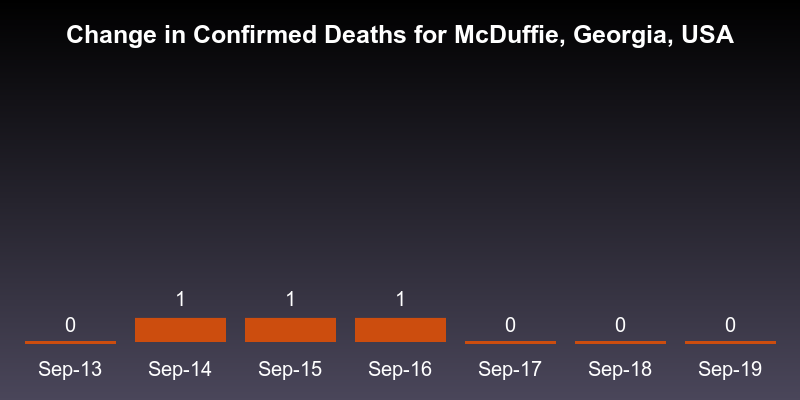 Change in Confirmed Deaths for McDuffie, Georgia, USA
0 1 1 1 0 0 0
Sep-13 Sep-14 Sep-15 Sep-16 Sep-17 Sep-18 Sep-19